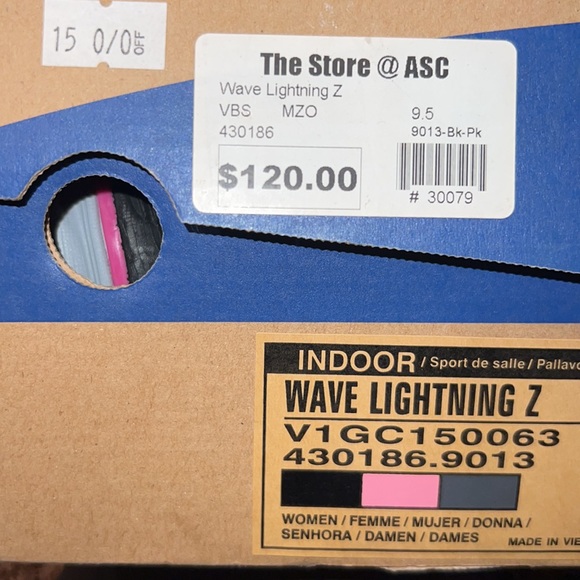 15 0/0 OFF
The Store @ ASC
Wave Lightning Z
VBS MZO 9.5
430186 9013-Bk-Pk
$120.00
# 30079
INDOOR / Sport de salle / Pallavo
WAVE LIGHTNING Z
V1GC150063
430186.9013
WOMEN / FEMME / MUJER / DONNA /
SENHORA / DAMEN / DAMES
MADE IN VIE